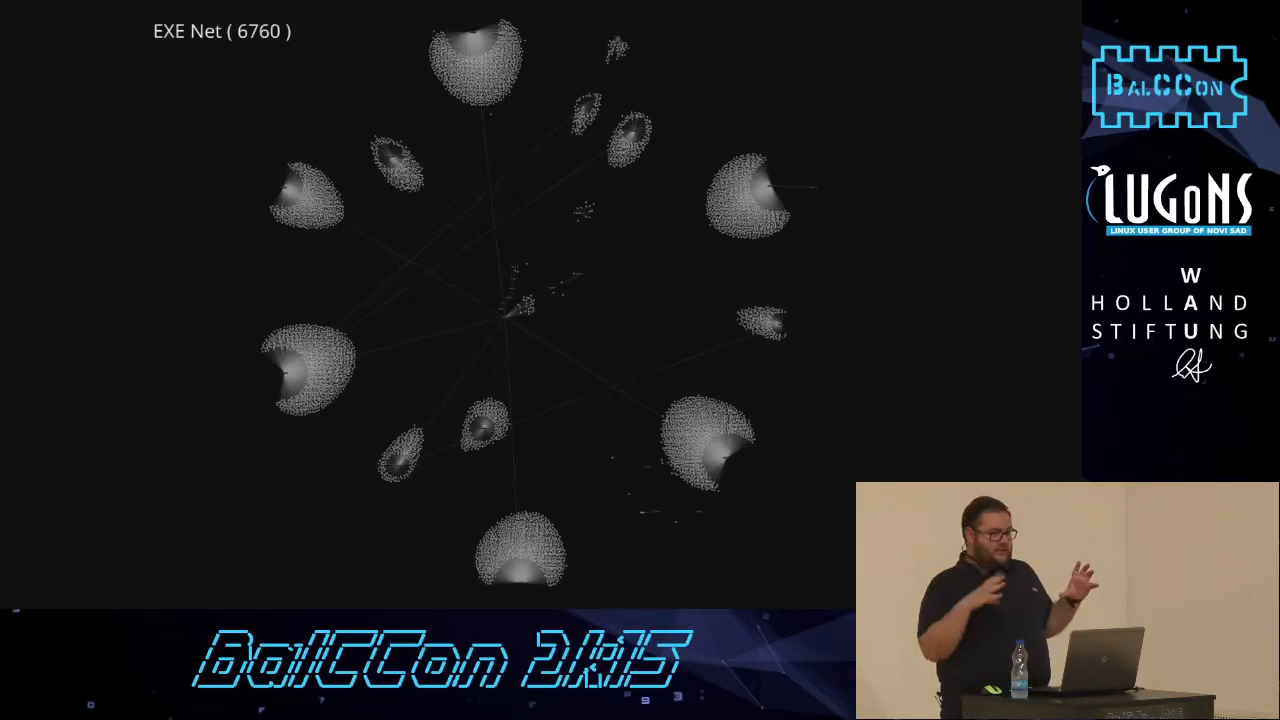 EXE Net ( 6760 )
BALCCON
LUGONS
LINUX USER GROUP OF NOVI SAD
W
HOLLAND
A
STIFTUNG
BalCCon 2k15